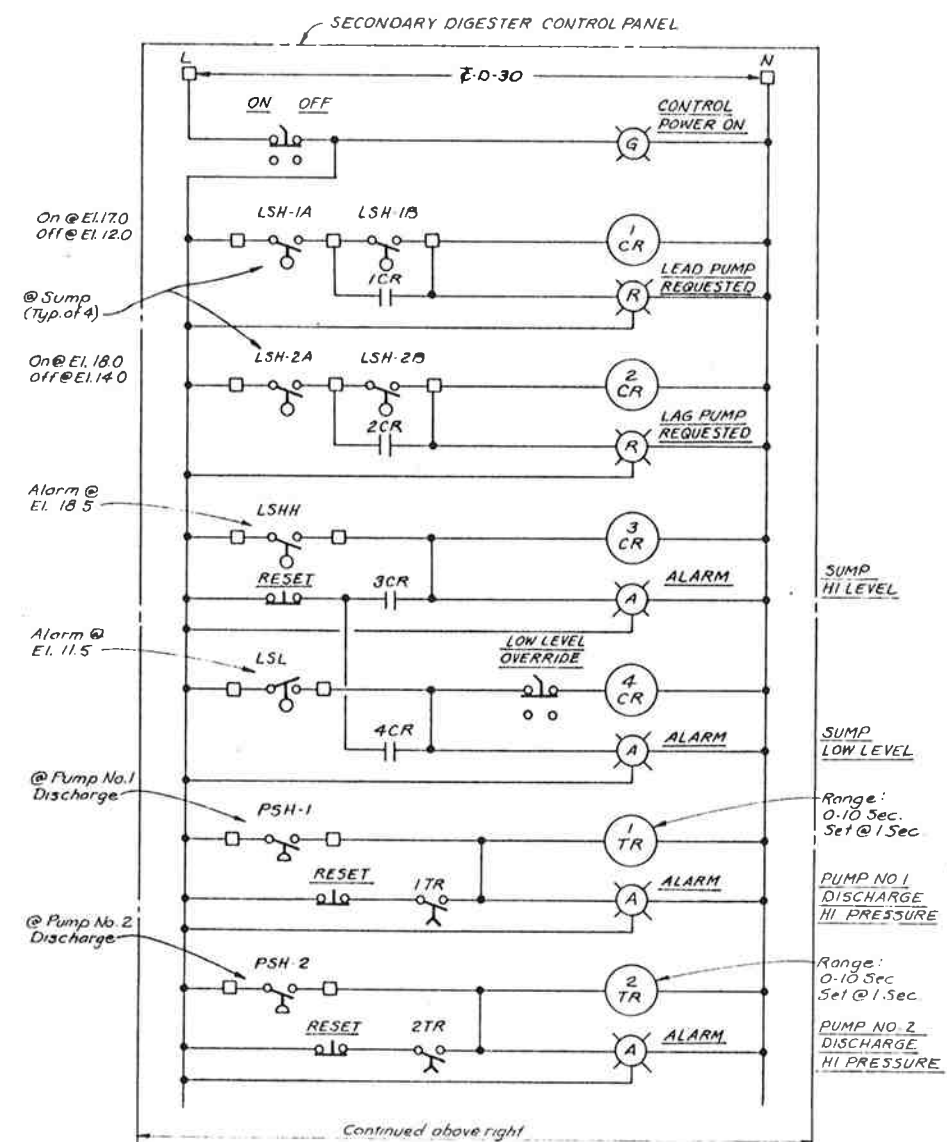 SECONDARY DIGESTER CONTROL PANEL
L
N
E-D-30
ON OFF
CONTROL
POWER ON
G
On @ El. 17.0
Off @ El. 12.0
LSH-1A
LSH-1B
1
CR
1CR
LEAD PUMP
REQUESTED
R
@ Sump
(Typ. of 4)
On @ El. 18.0
Off @ El. 14.0
LSH-2A
LSH-2B
2
CR
2CR
LAG PUMP
REQUESTED
R
Alarm @
El. 18.5
LSHH
3
CR
RESET
3CR
ALARM
A
SUMP
HI LEVEL
Alarm @
El. 11.5
LSL
LOW LEVEL
OVERRIDE
4
CR
4CR
ALARM
A
SUMP
LOW LEVEL
@ Pump No. 1
Discharge
PSH-1
1
TR
Range:
0-10 Sec.
Set @ 1 Sec.
RESET
1TR
ALARM
A
PUMP NO 1
DISCHARGE
HI PRESSURE
@ Pump No. 2
Discharge
PSH-2
2
TR
Range:
0-10 Sec
Set @ 1 Sec.
RESET
2TR
ALARM
A
PUMP NO. 2
DISCHARGE
HI PRESSURE
Continued above right